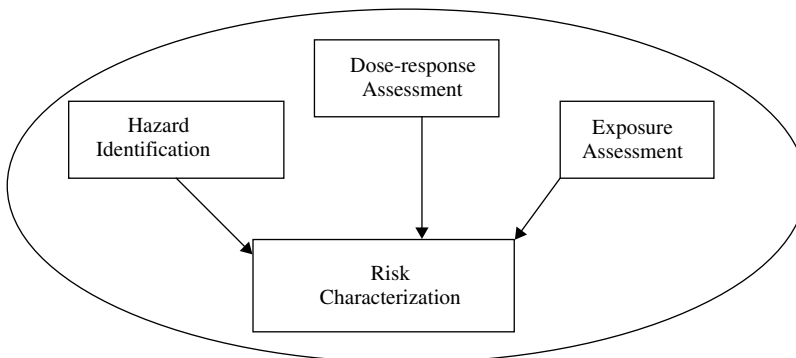 Dose-response
Assessment
Hazard
Identification
Exposure
Assessment
Risk
Characterization